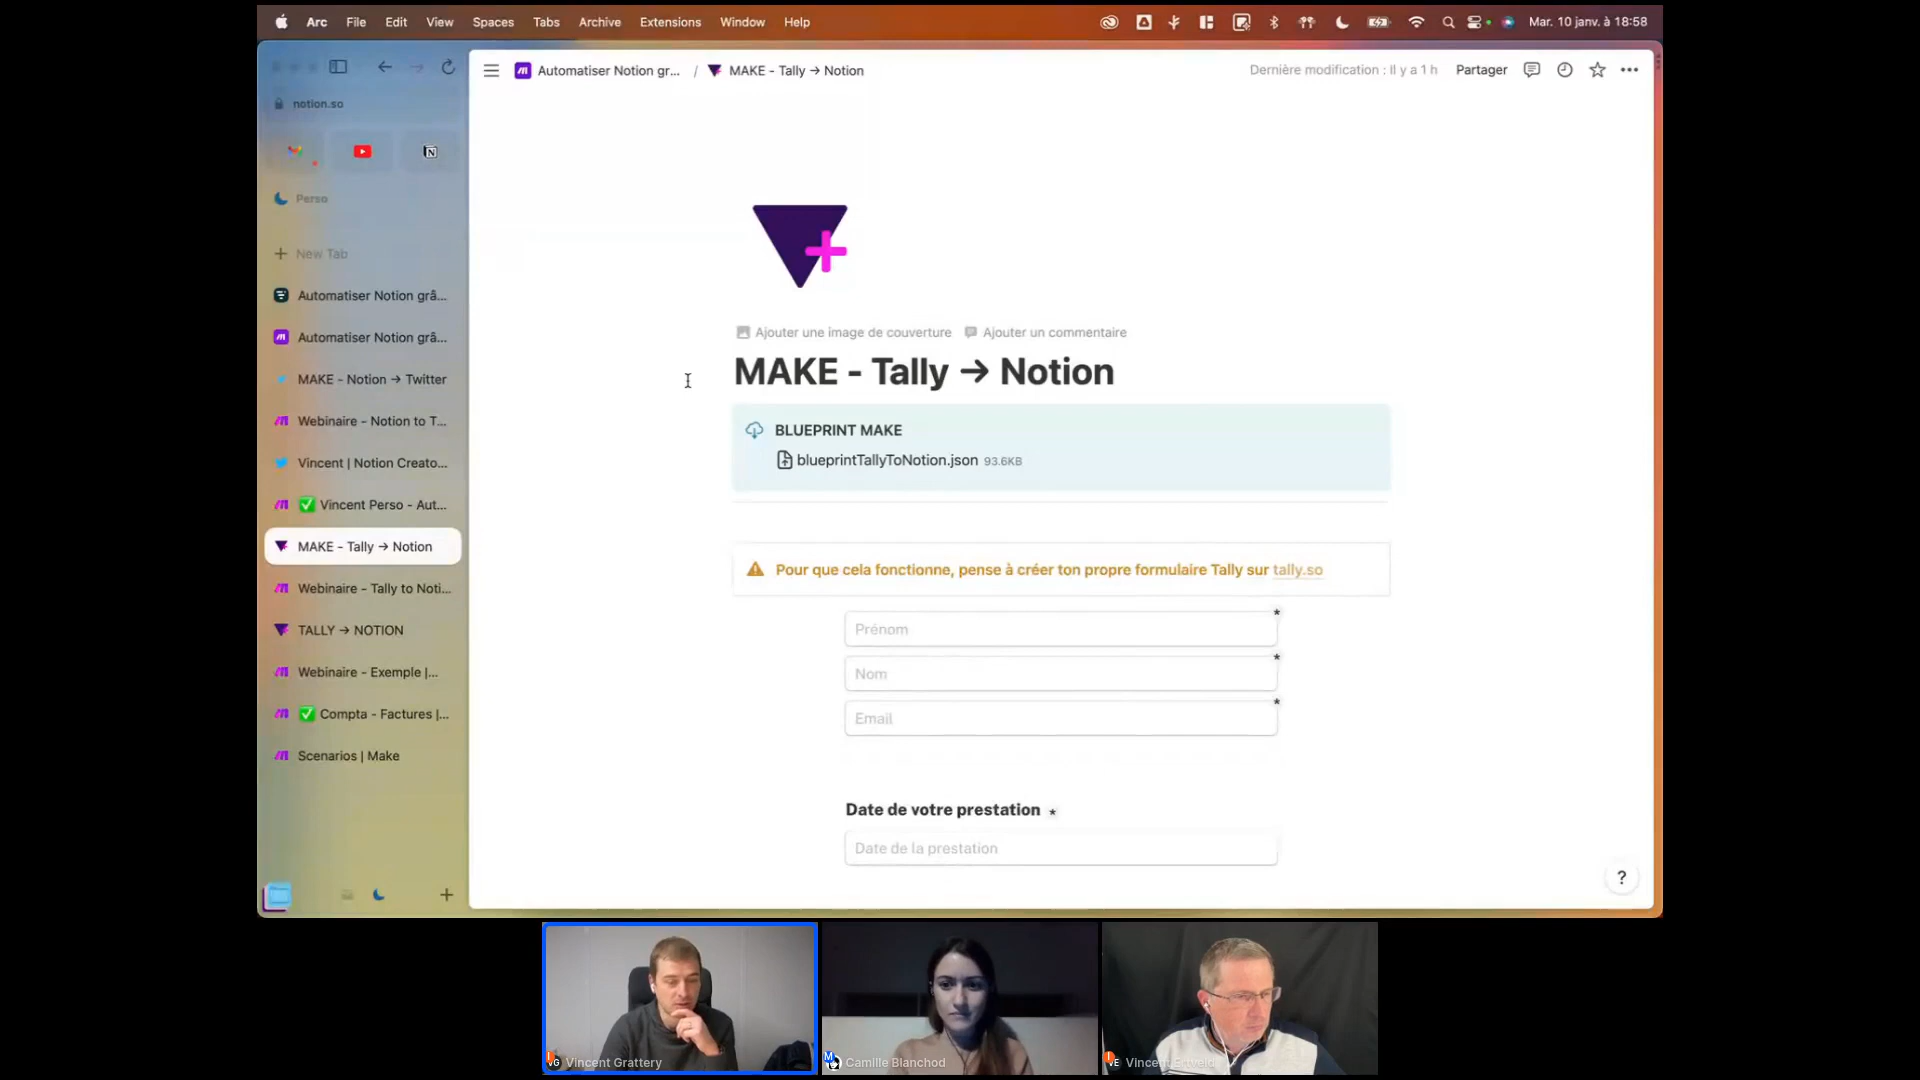 Arc File Edit View Spaces Tabs Archive Extensions Window Help Mar. 10 janv. à 18:58
Automatiser Notion gr... / MAKE - Tally → Notion Dernière modification : Il y a 1 h Partager
notion.so
Perso
New Tab
Automatiser Notion grâ...
Automatiser Notion grâ...
MAKE - Notion → Twitter
Webinaire - Notion to T...
Vincent | Notion Creato...
Vincent Perso - Aut...
MAKE - Tally → Notion
Webinaire - Tally to Noti...
TALLY → NOTION
Webinaire - Exemple |...
Compta - Factures |...
Scenarios | Make
Ajouter une image de couverture Ajouter un commentaire
MAKE - Tally → Notion
BLUEPRINT MAKE
blueprintTallyToNotion.json 93.6KB
Pour que cela fonctionne, pense à créer ton propre formulaire Tally sur tally.so
Prénom *
Nom *
Email *
Date de votre prestation *
Date de la prestation
?
VG Vincent Grattery
Camille Blanchod
VE Vincent